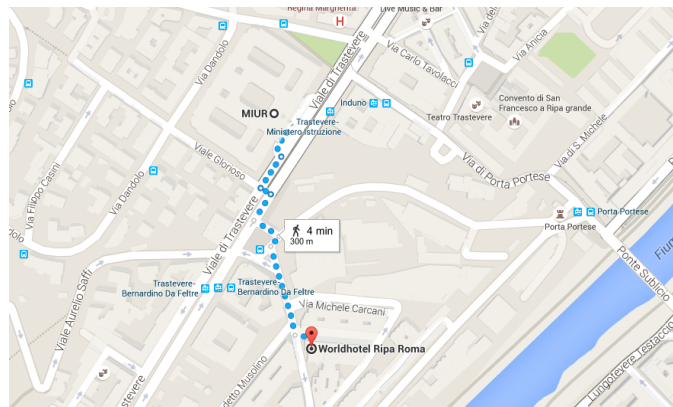 Regina Margherita
H
Live Music & Bar
Via Dandolo
Via Carlo Tavolacci
Via Anicia
Viale di Trastevere
Convento di San
Francesco a Ripa grande
MIUR
Induno
Trastevere-
Ministero Istruzione
Teatro Trastevere
Via di S. Michele
Via Filippo Casini
Via Dandolo
Viale Glorioso
Via di Porta Portese
Porta Portese
Porta Portese
4 min
300 m
Viale di Trastevere
Ponte Sublicio
Viale Aurelio Saffi
Trastevere-
Bernardino Da Feltre
Trastevere-
Bernardino Da Feltre
Via Michele Carcani
Worldhotel Ripa Roma
detto Musolino
Lungotevere Testaccio